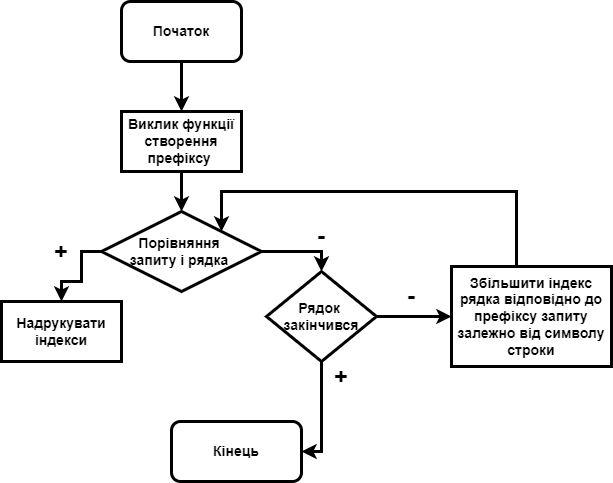 Початок
Виклик функції
створення
префіксу
Порівняння
запиту і рядка
+
-
Надрукувати
індекси
Рядок
закінчився
-
+
Збільшити індекс
рядка відповідно до
префіксу запиту
залежно від символу
строки
Кінець